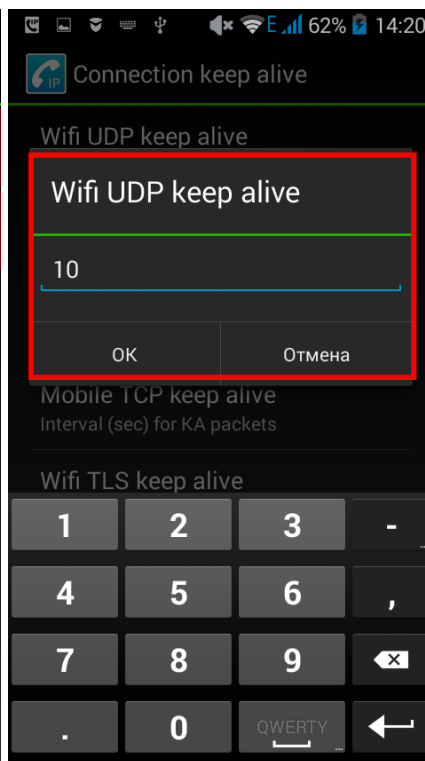 E 62% 14:20
IP Connection keep alive
Wifi UDP keep alive
Wifi UDP keep alive
10
ОК Отмена
Mobile TCP keep alive
Interval (sec) for KA packets
Wifi TLS keep alive
1 2 3 -
4 5 6 ,
7 8 9
. 0 QWERTY